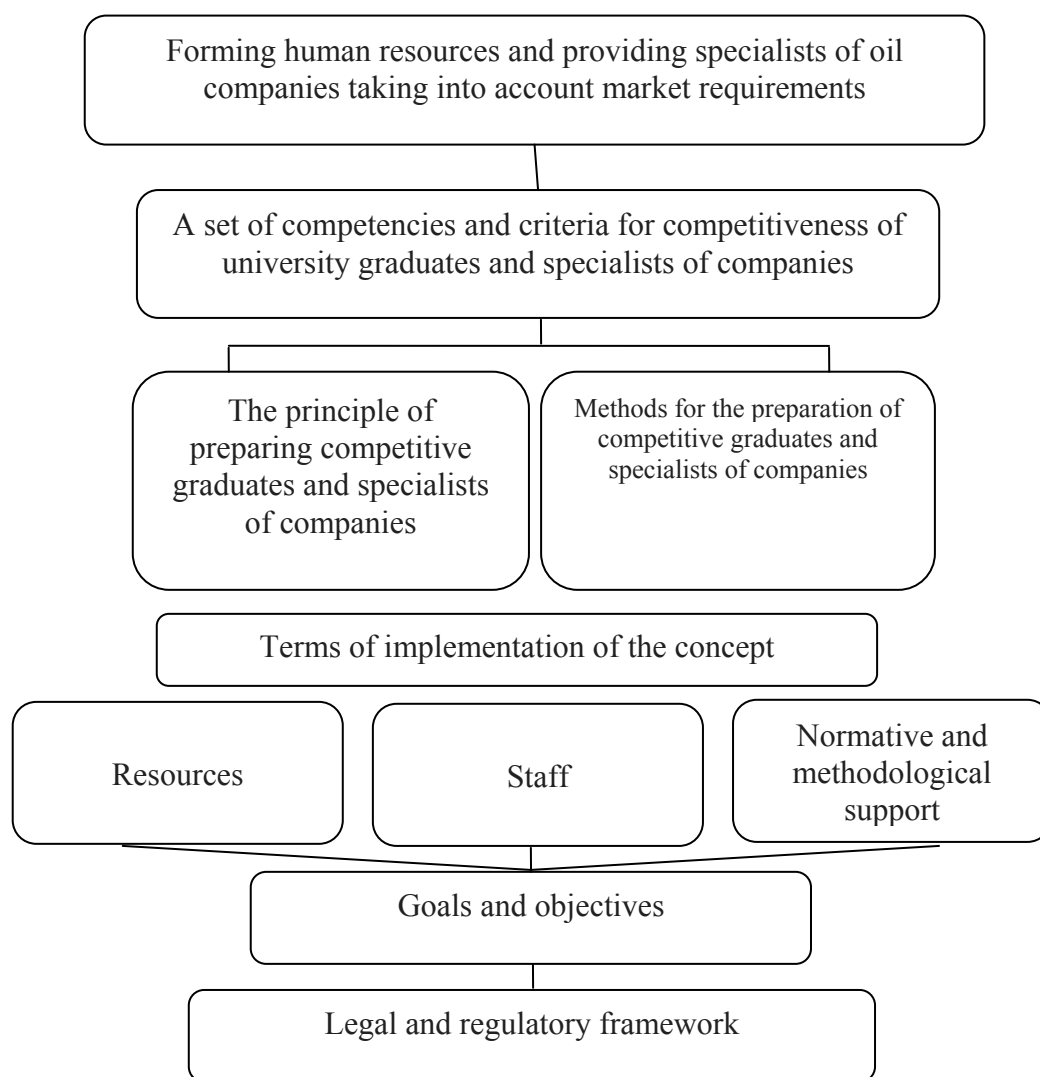 Forming human resources and providing specialists of oil
companies taking into account market requirements
A set of competencies and criteria for competitiveness of
university graduates and specialists of companies
The principle of
preparing competitive
graduates and specialists
of companies
Methods for the preparation of
competitive graduates and
specialists of companies
Terms of implementation of the concept
Resources
Staff
Normative and
methodological
support
Goals and objectives
Legal and regulatory framework